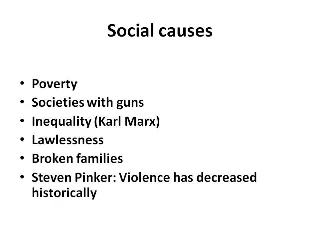 Social causes
• Poverty
• Societies with guns
• Inequality (Karl Marx)
• Lawlessness
• Broken families
• Steven Pinker: Violence has decreased
historically